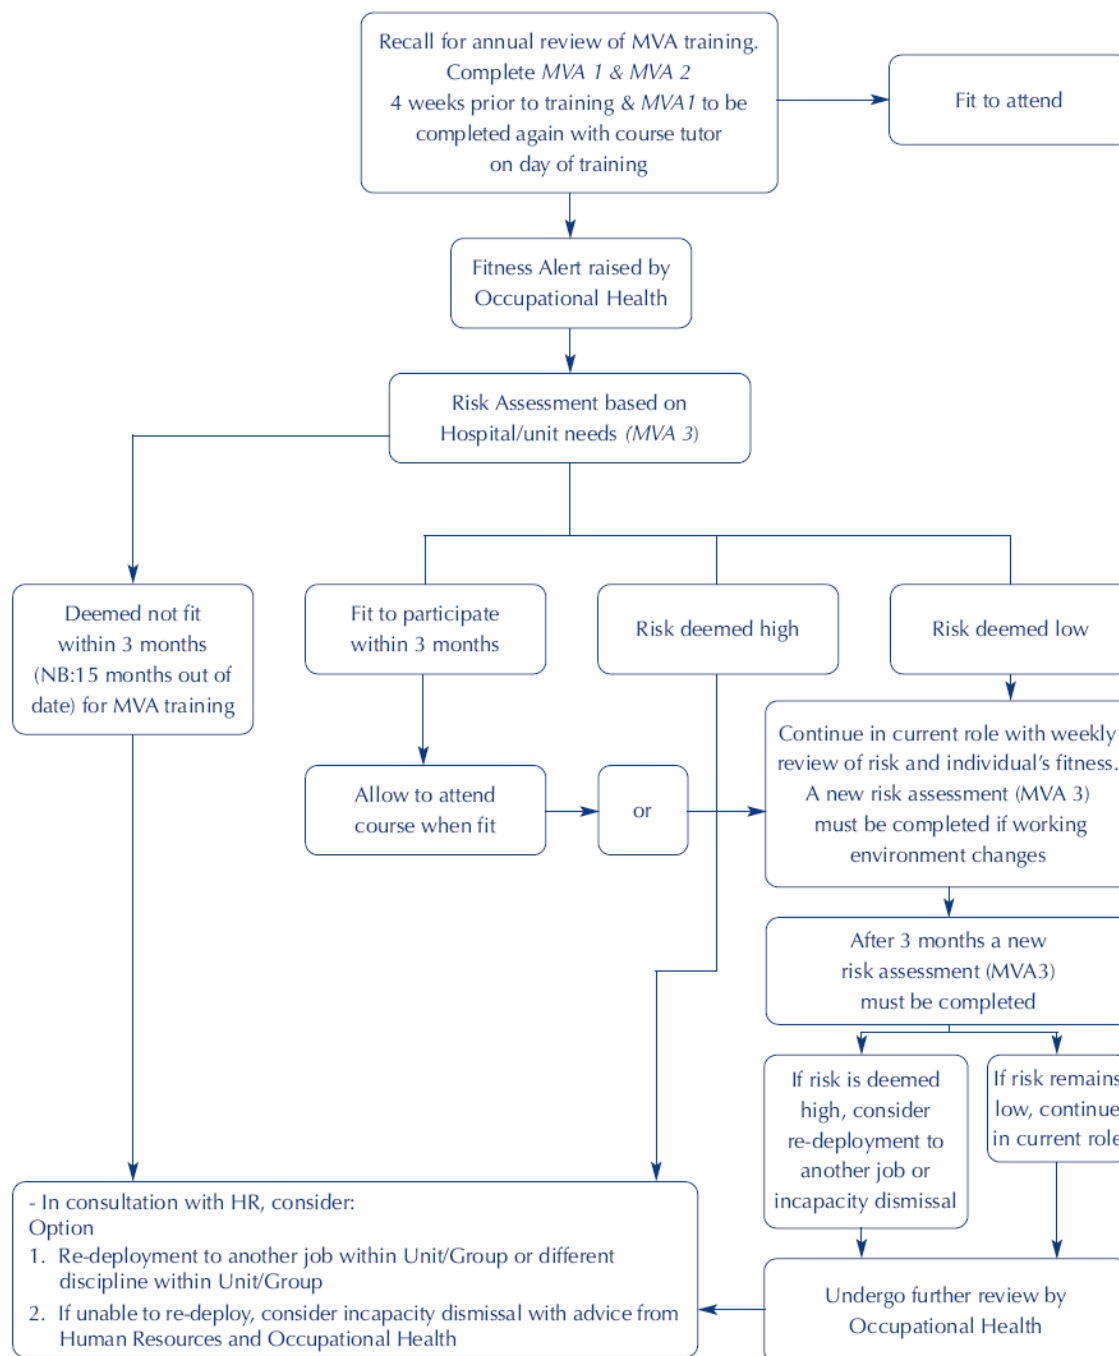 Recall for annual review of MVA training.
Complete MVA 1 & MVA 2
4 weeks prior to training & MVA1 to be
completed again with course tutor
on day of training
Fit to attend
Fitness Alert raised by
Occupational Health
Risk Assessment based on
Hospital/unit needs (MVA 3)
Deemed not fit
within 3 months
(NB:15 months out of
date) for MVA training
Fit to participate
within 3 months
Risk deemed high
Risk deemed low
Allow to attend
course when fit
or
Continue in current role with weekly
review of risk and individual's fitness.
A new risk assessment (MVA 3)
must be completed if working
environment changes
After 3 months a new
risk assessment (MVA3)
must be completed
If risk is deemed
high, consider
re-deployment to
another job or
incapacity dismissal
If risk remains
low, continue
in current role
- In consultation with HR, consider:
Option
1. Re-deployment to another job within Unit/Group or different
discipline within Unit/Group
2. If unable to re-deploy, consider incapacity dismissal with advice from
Human Resources and Occupational Health
Undergo further review by
Occupational Health